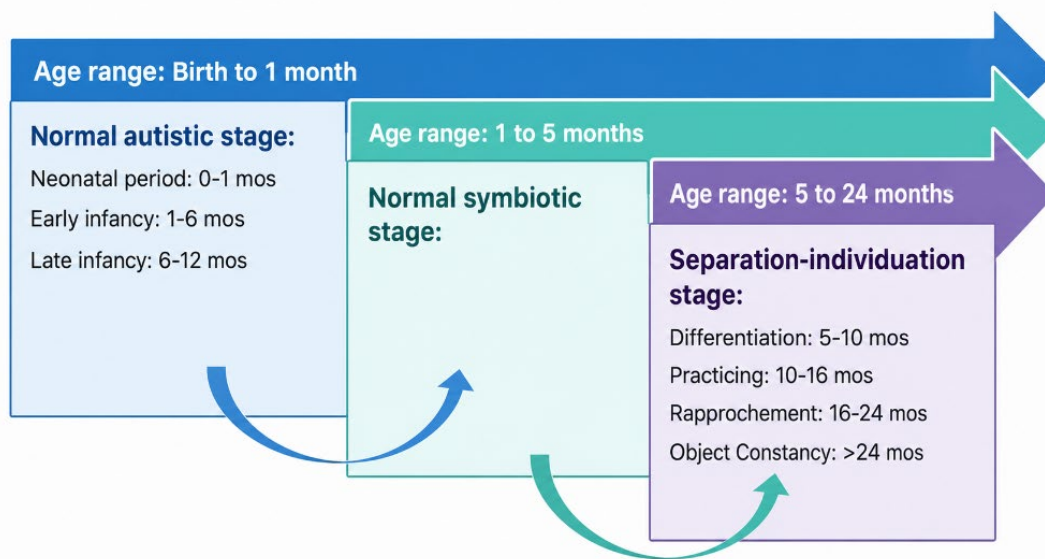 Age range: Birth to 1 month
Normal autistic stage:
Neonatal period: 0-1 mos
Early infancy: 1-6 mos
Late infancy: 6-12 mos
Age range: 1 to 5 months
Normal symbiotic
stage:
Age range: 5 to 24 months
Separation-individuation
stage:
Differentiation: 5-10 mos
Practicing: 10-16 mos
Rapprochement: 16-24 mos
Object Constancy: >24 mos